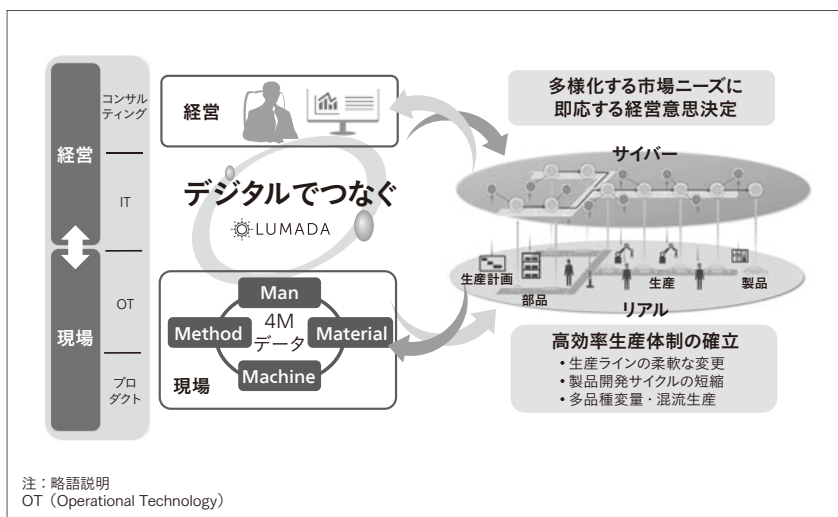 経営
現場
コンサル
ティング
IT
OT
プロ
ダクト
経営
デジタルでつなぐ
LUMADA
Man
Method
4M
データ
Material
Machine
現場
多様化する市場ニーズに
即応する経営意思決定
サイバー
生産計画
部品
生産
製品
リアル
高効率生産体制の確立
• 生産ラインの柔軟な変更
• 製品開発サイクルの短縮
• 多品種変量・混流生産
注：略語説明
OT（Operational Technology）